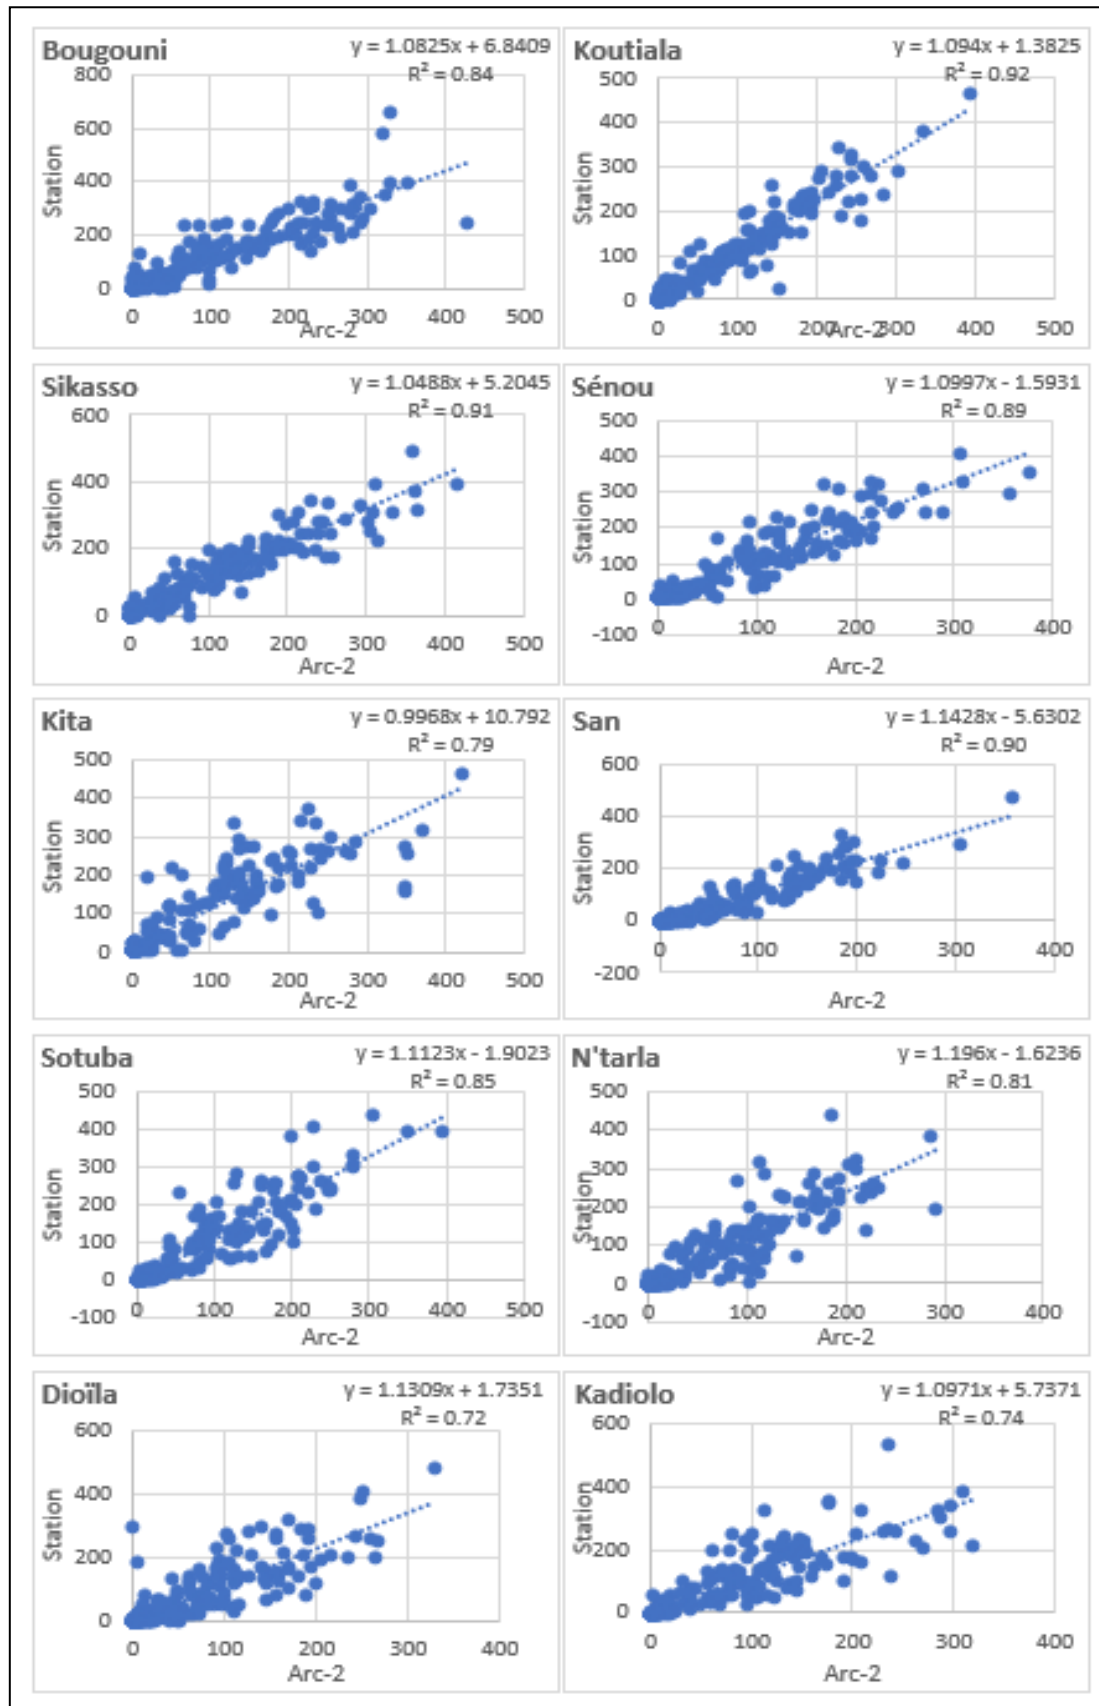 Bougouni
y = 1.0825x + 6.8409
R² = 0.84
800
600
400
200
0
Station
0 100 200 300 400 500
Arc-2
Koutiala
y = 1.094x + 1.3825
R² = 0.92
500
400
300
200
100
0
Station
0 100 200 300 400 500
Arc-2
Sikasso
y = 1.0488x + 5.2045
R² = 0.91
600
400
200
0
Station
0 100 200 300 400 500
Arc-2
Sénou
y = 1.0997x - 1.5931
R² = 0.89
500
400
300
200
100
0
-100
Station
0 100 200 300 400
Arc-2
Kita
y = 0.9968x + 10.792
R² = 0.79
500
400
300
200
100
0
Station
0 100 200 300 400 500
Arc-2
San
y = 1.1428x - 5.6302
R² = 0.90
600
400
200
0
-200
Station
0 100 200 300 400
Arc-2
Sotuba
y = 1.1123x - 1.9023
R² = 0.85
500
400
300
200
100
0
-100
Station
0 100 200 300 400 500
Arc-2
N'tarla
y = 1.196x - 1.6236
R² = 0.81
500
400
300
200
100
0
-100
Station
0 100 200 300 400
Arc-2
Dioïla
y = 1.1309x + 1.7351
R² = 0.72
600
400
200
0
Station
0 100 200 300 400
Arc-2
Kadiolo
y = 1.0971x + 5.7371
R² = 0.74
600
400
200
0
Station
0 100 200 300 400
Arc-2